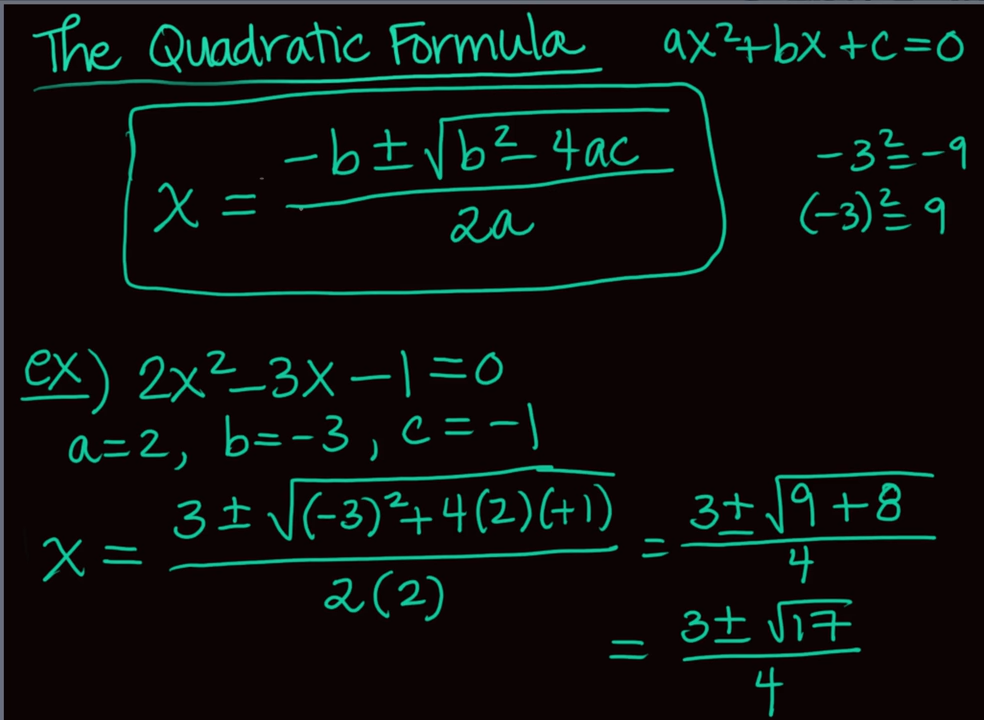 The Quadratic Formula ax²+bx+c=0
x = (-b ± √(b² - 4ac)) / 2a
-3² = -9
(-3)² = 9
ex) 2x² - 3x - 1 = 0
a=2, b=-3, c=-1
x = (3 ± √((-3)² + 4(2)(+1))) / 2(2) = (3 ± √(9+8)) / 4
= (3 ± √17) / 4